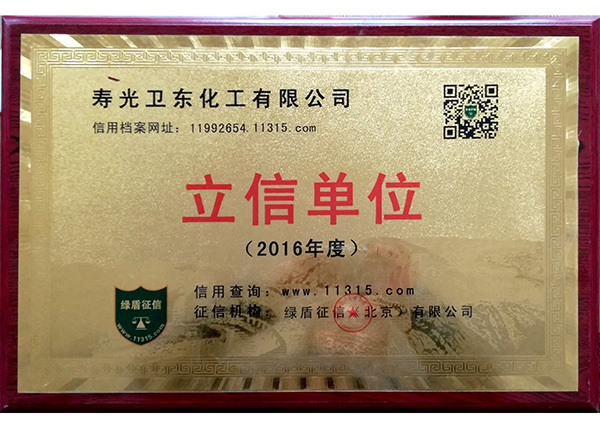 寿光卫东化工有限公司
信用档案网址：11992654.11315.com
立信单位
（2016年度）
信用查询：www.11315.com
征信机构：绿盾征信（北京）有限公司
绿盾征信
www.11315.com